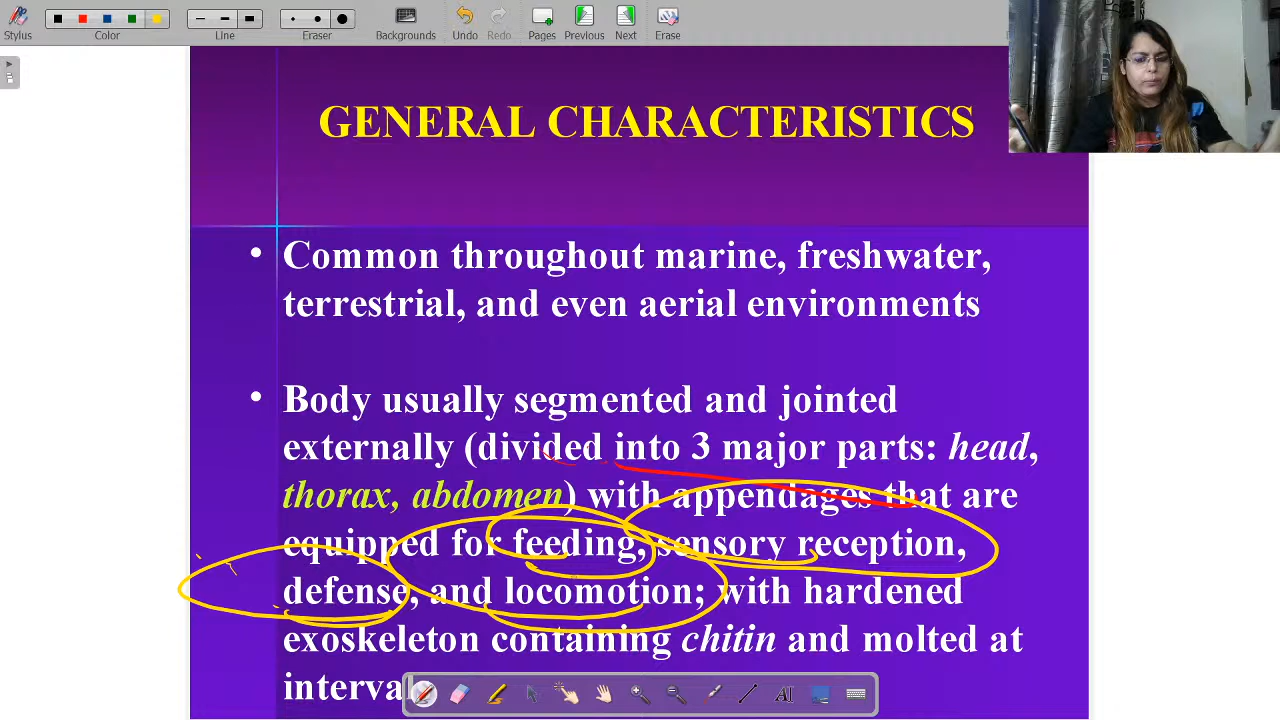 Stylus
Color
Line
Eraser
Backgrounds
Undo
Redo
Pages
Previous
Next
Erase
GENERAL CHARACTERISTICS
• Common throughout marine, freshwater,
terrestrial, and even aerial environments
• Body usually segmented and jointed
externally (divided into 3 major parts: head,
thorax, abdomen) with appendages that are
equipped for feeding, sensory reception,
defense, and locomotion; with hardened
exoskeleton containing chitin and molted at
interval
AI